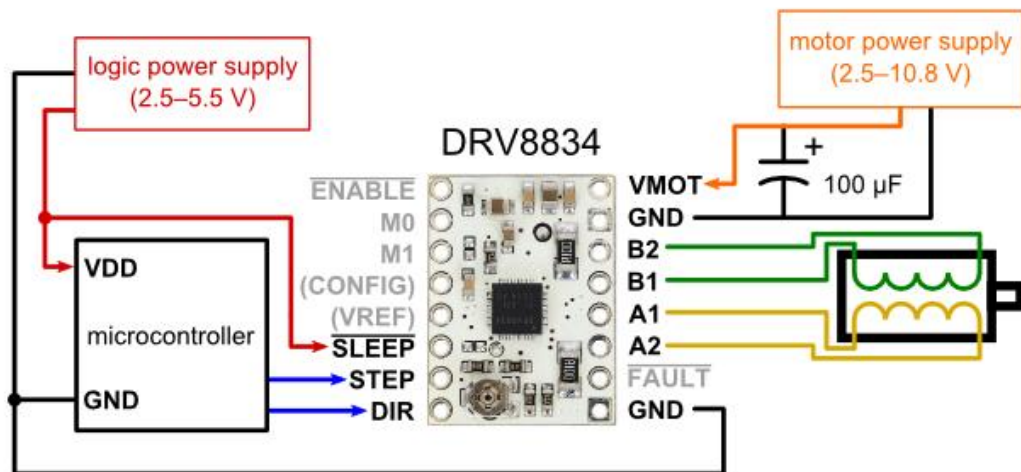 logic power supply
(2.5–5.5 V)
motor power supply
(2.5–10.8 V)
DRV8834
+
100 µF
ENABLE
M0
M1
(CONFIG)
(VREF)
SLEEP
STEP
DIR
VMOT
GND
B2
B1
A1
A2
FAULT
GND
VDD
microcontroller
GND